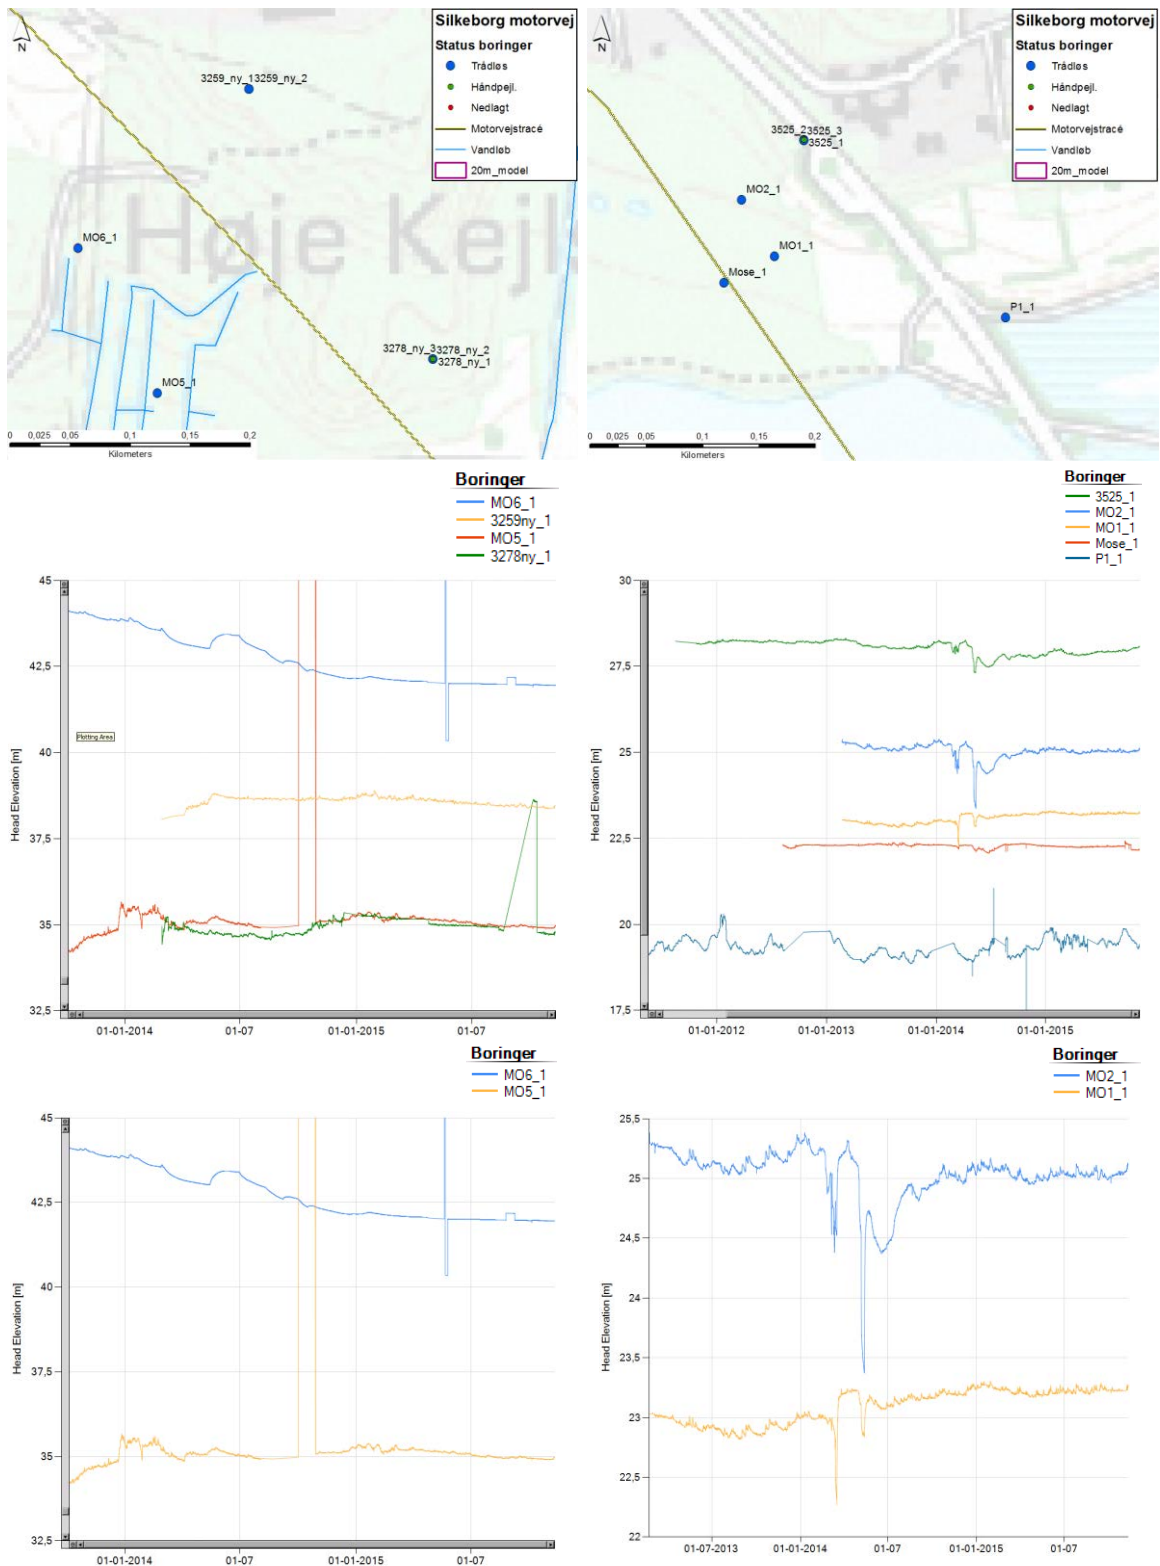 Silkeborg motorvej
Status boringer
Trådløs
Håndpejl.
Nedlagt
Motorvejstracé
Vandløb
20m_model
N
3259_ny_13259_ny_2
MO6_1
Høje Kejl
3278_ny_33278_ny_2
3278_ny_1
MO5_1
0 0,025 0,05 0,1 0,15 0,2
Kilometers
Silkeborg motorvej
Status boringer
Trådløs
Håndpejl.
Nedlagt
Motorvejstracé
Vandløb
20m_model
N
3525_23525_3
3525_1
MO2_1
MO1_1
Mose_1
P1_1
0 0,025 0,05 0,1 0,15 0,2
Kilometers
Boringer
MO6_1
3259ny_1
MO5_1
3278ny_1
45
42,5
40
37,5
35
32,5
Head Elevation [m]
Plotting Area
01-01-2014 01-07 01-01-2015 01-07
Boringer
3525_1
MO2_1
MO1_1
Mose_1
P1_1
30
27,5
25
22,5
20
17,5
Head Elevation [m]
01-01-2012 01-01-2013 01-01-2014 01-01-2015
Boringer
MO6_1
MO5_1
45
42,5
40
37,5
35
32,5
Head Elevation [m]
01-01-2014 01-07 01-01-2015 01-07
Boringer
MO2_1
MO1_1
25,5
25
24,5
24
23,5
23
22,5
22
Head Elevation [m]
01-07-2013 01-01-2014 01-07 01-01-2015 01-07